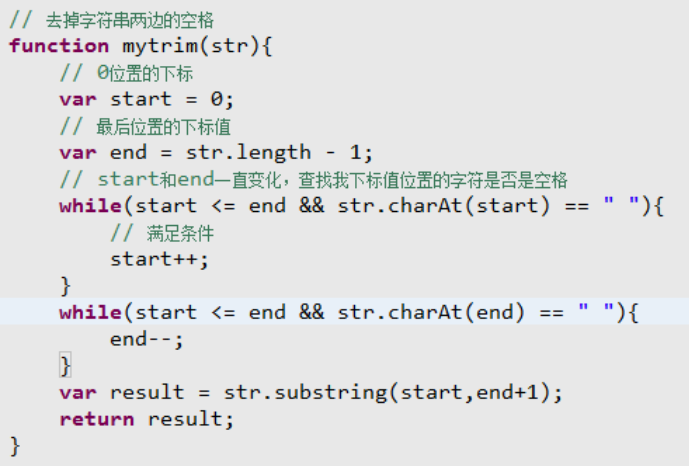 // 去掉字符串两边的空格
function mytrim(str){
    // 0位置的下标
    var start = 0;
    // 最后位置的下标值
    var end = str.length - 1;
    // start和end一直变化，查找我下标值位置的字符是否是空格
    while(start <= end && str.charAt(start) == " "){
        // 满足条件
        start++;
    }
    while(start <= end && str.charAt(end) == " "){
        end--;
    }
    var result = str.substring(start,end+1);
    return result;
}